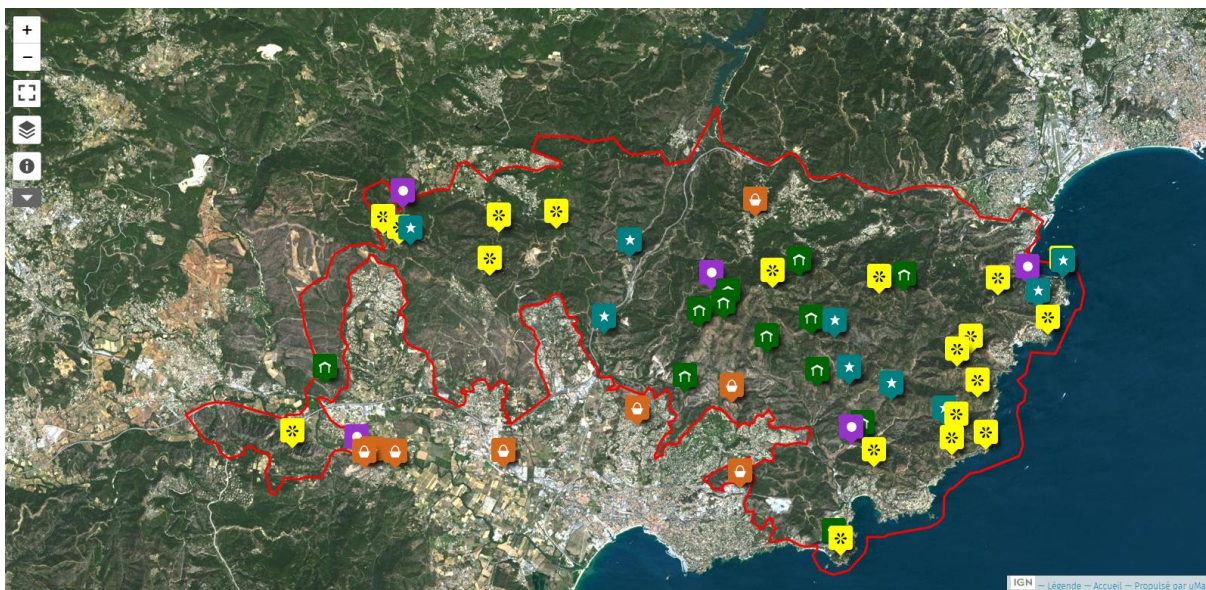 +
−
IGN — Légende — Accueil — Propulsé par uMa